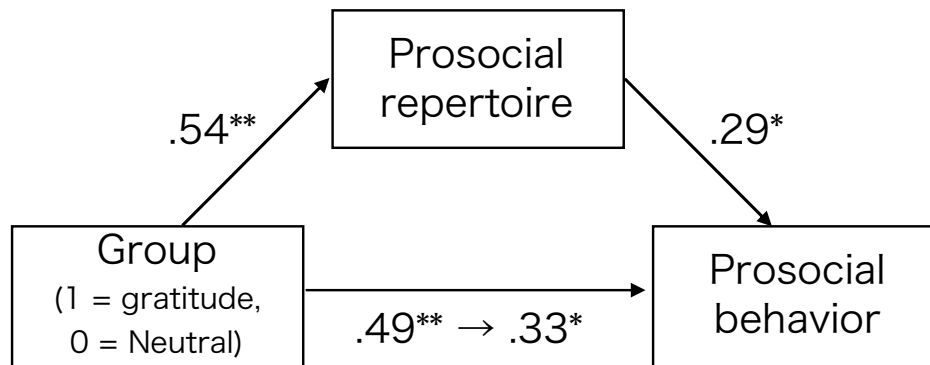 Prosocial
repertoire
.54**
.29*
Group
(1 = gratitude,
0 = Neutral)
Prosocial
behavior
.49** → .33*